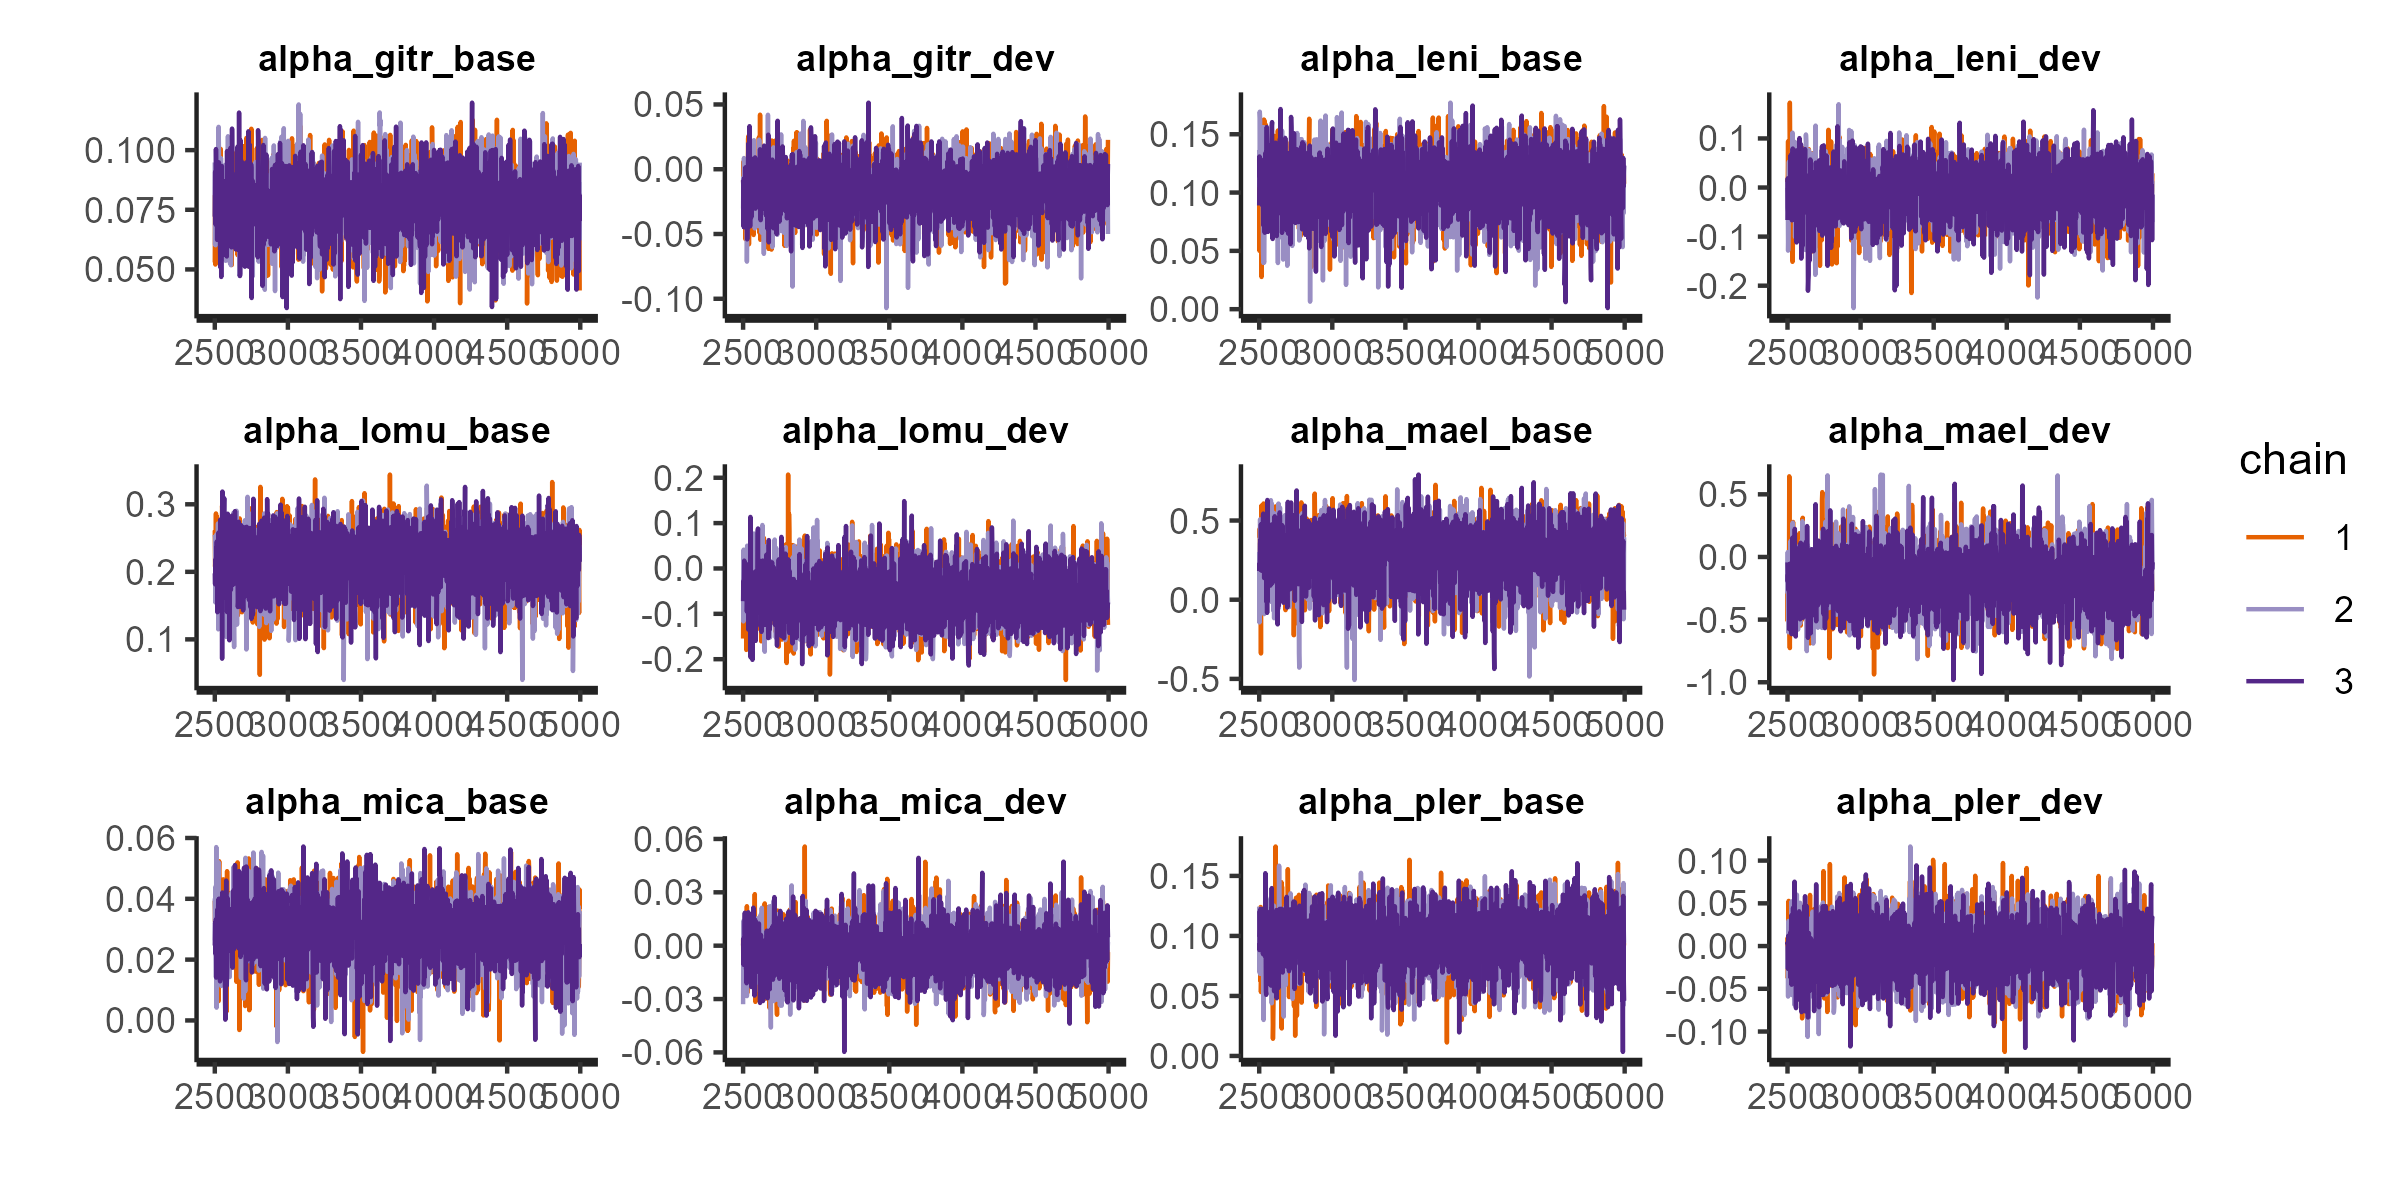 alpha_gitr_base alpha_gitr_dev alpha_leni_base alpha_leni_dev
0.100 0.075 0.050
0.05 0.00 -0.05 -0.10
0.15 0.10 0.05 0.00
0.1 0.0 -0.1 -0.2
2500 3000 3500 4000 4500 5000
2500 3000 3500 4000 4500 5000
2500 3000 3500 4000 4500 5000
2500 3000 3500 4000 4500 5000
alpha_lomu_base alpha_lomu_dev alpha_mael_base alpha_mael_dev
0.3 0.2 0.1
0.2 0.1 0.0 -0.1 -0.2
0.5 0.0 -0.5
0.5 0.0 -0.5 -1.0
2500 3000 3500 4000 4500 5000
2500 3000 3500 4000 4500 5000
2500 3000 3500 4000 4500 5000
2500 3000 3500 4000 4500 5000
alpha_mica_base alpha_mica_dev alpha_pler_base alpha_pler_dev
0.06 0.04 0.02 0.00
0.06 0.03 0.00 -0.03 -0.06
0.15 0.10 0.05 0.00
0.10 0.05 0.00 -0.05 -0.10
2500 3000 3500 4000 4500 5000
2500 3000 3500 4000 4500 5000
2500 3000 3500 4000 4500 5000
2500 3000 3500 4000 4500 5000
chain
1
2
3